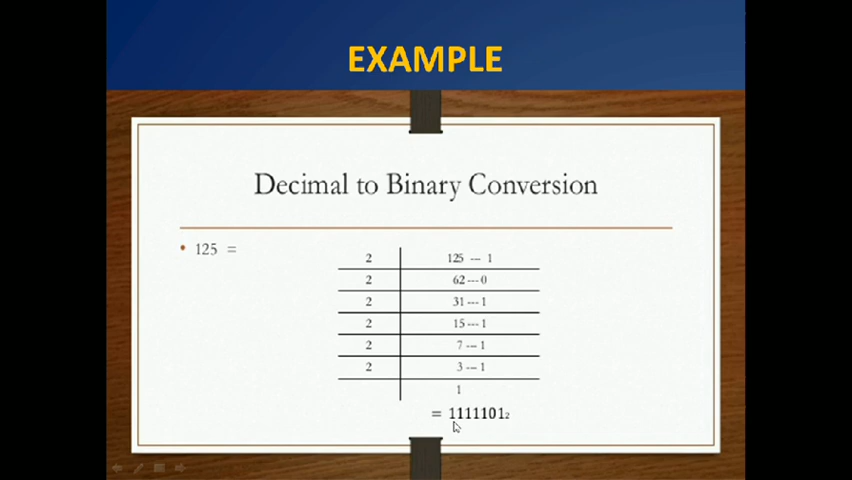 EXAMPLE
Decimal to Binary Conversion
• 125 =
2 125 --- 1
2 62 --- 0
2 31 --- 1
2 15 --- 1
2 7 --- 1
2 3 --- 1
1
= 1111101₂